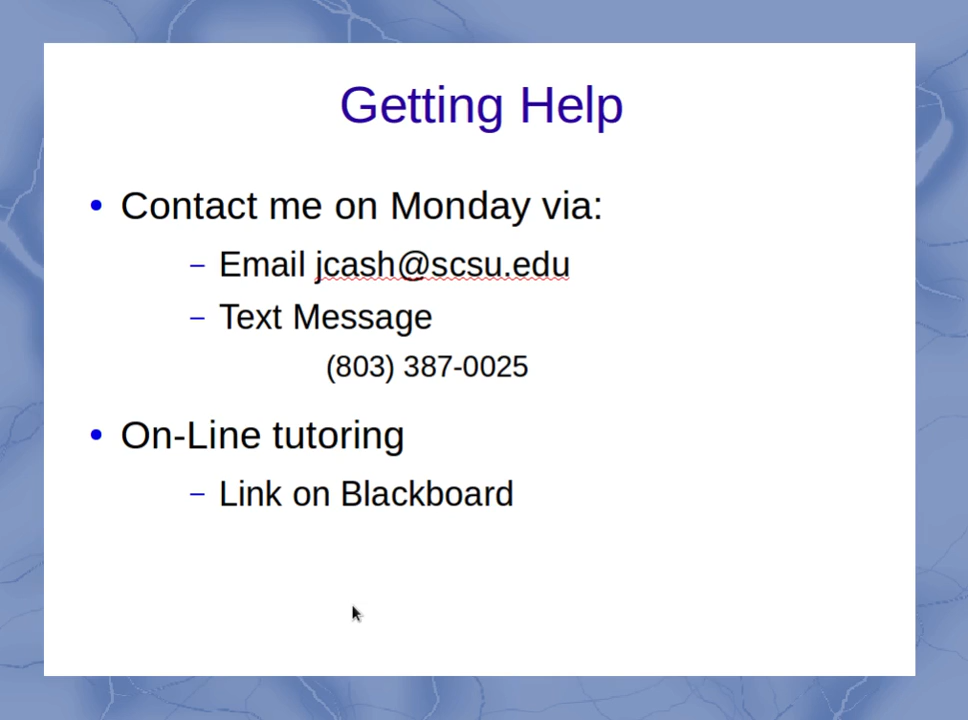 Getting Help
• Contact me on Monday via:
– Email jcash@scsu.edu
– Text Message
(803) 387-0025
• On-Line tutoring
– Link on Blackboard